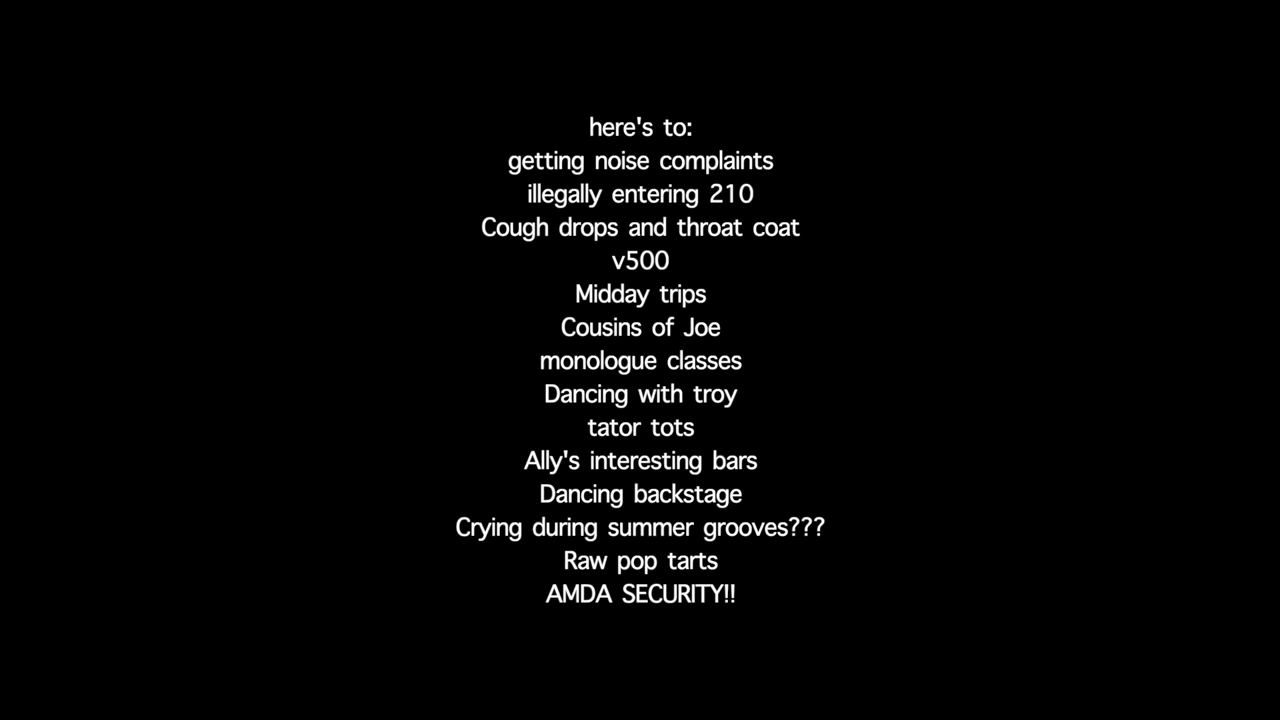 here's to:
getting noise complaints
illegally entering 210
Cough drops and throat coat
v500
Midday trips
Cousins of Joe
monologue classes
Dancing with troy
tator tots
Ally's interesting bars
Dancing backstage
Crying during summer grooves???
Raw pop tarts
AMDA SECURITY!!